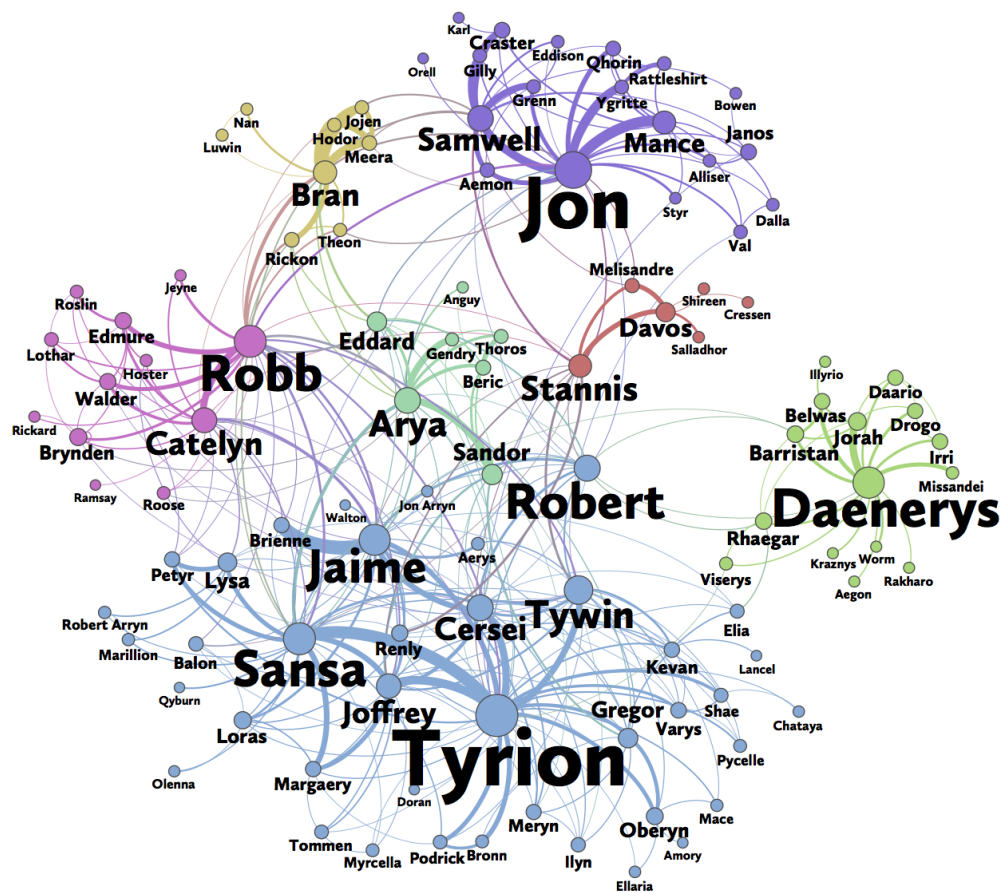 Karl
Craster
Eddison
Qhorin
Orell
Gilly
Rattleshirt
Grenn
Ygritte
Bowen
Nan
Jojen
Hodor
Luwin
Meera
Samwell
Mance
Janos
Aemon
Alliser
Bran
Jon
Styr
Dalla
Theon
Val
Rickon
Melisandre
Jeyne
Roslin
Anguy
Shireen
Cressen
Edmure
Eddard
Davos
Salladhor
Lothar
Gendry
Thoros
Hoster
Robb
Beric
Stannis
Illyrio
Walder
Daario
Belwas
Drogo
Rickard
Catelyn
Arya
Jorah
Brynden
Sandor
Barristan
Irri
Missandei
Ramsay
Roose
Jon Arryn
Robert
Daenerys
Walton
Brienne
Rhaegar
Aerys
Kraznys
Worm
Petyr
Lysa
Jaime
Viserys
Rakharo
Aegon
Robert Arryn
Cersei
Tywin
Elia
Marillion
Balon
Renly
Sansa
Kevan
Lancel
Qyburn
Joffrey
Gregor
Shae
Loras
Varys
Chataya
Tyrion
Pycelle
Olenna
Margaery
Doran
Meryn
Oberyn
Mace
Tommen
Myrcella
Podrick
Bronn
Ilyn
Amory
Ellaria